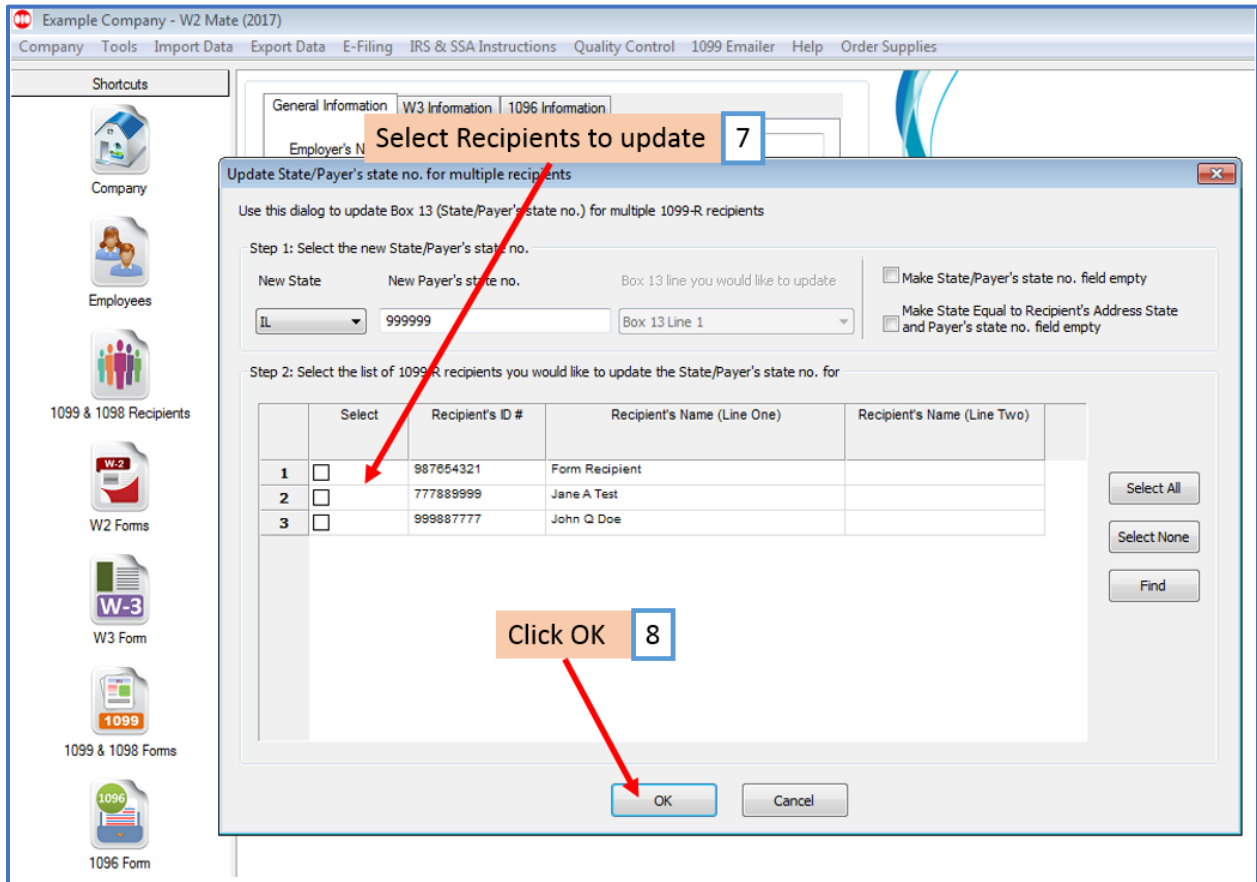 Example Company - W2 Mate (2017)
Company Tools Import Data Export Data E-Filing IRS & SSA Instructions Quality Control 1099 Emailer Help Order Supplies
Shortcuts
Company
Employees
1099 & 1098 Recipients
W-2
W2 Forms
W-3
W3 Form
1099
1099 & 1098 Forms
1096
1096 Form
General Information W3 Information 1096 Information
Employer's N
Select Recipients to update 7
Update State/Payer's state no. for multiple recipients
Use this dialog to update Box 13 (State/Payer's state no.) for multiple 1099-R recipients
Step 1: Select the new State/Payer's state no.
New State New Payer's state no. Box 13 line you would like to update
IL 999999 Box 13 Line 1
Make State/Payer's state no. field empty
Make State Equal to Recipient's Address State
and Payer's state no. field empty
Step 2: Select the list of 1099-R recipients you would like to update the State/Payer's state no. for
Select Recipient's ID # Recipient's Name (Line One) Recipient's Name (Line Two)
1 987654321 Form Recipient
2 777889999 Jane A Test
3 999887777 John Q Doe
Select All
Select None
Find
Click OK 8
OK Cancel